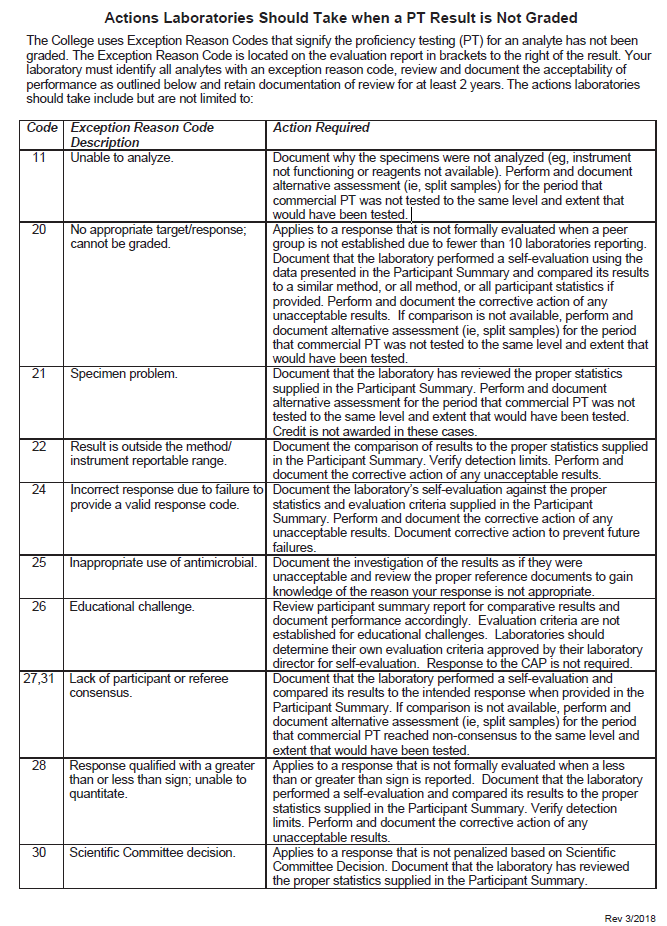 Actions Laboratories Should Take when a PT Result is Not Graded
The College uses Exception Reason Codes that signify the proficiency testing (PT) for an analyte has not been
graded. The Exception Reason Code is located on the evaluation report in brackets to the right of the result. Your
laboratory must identify all analytes with an exception reason code, review and document the acceptability of
performance as outlined below and retain documentation of review for at least 2 years. The actions laboratories
should take include but are not limited to:
Code Exception Reason Code Description Action Required
11 Unable to analyze.
Document why the specimens were not analyzed (eg, instrument
not functioning or reagents not available). Perform and document
alternative assessment (ie, split samples) for the period that
commercial PT was not tested to the same level and extent that
would have been tested.
20 No appropriate target/response;
cannot be graded.
Applies to a response that is not formally evaluated when a peer
group is not established due to fewer than 10 laboratories reporting.
Document that the laboratory performed a self-evaluation using the
data presented in the Participant Summary and compared its results
to a similar method, or all method, or all participant statistics if
provided. Perform and document the corrective action of any
unacceptable results.  If comparison is not available, perform and
document alternative assessment (ie, split samples) for the period
that commercial PT was not tested to the same level and extent that
would have been tested.
21 Specimen problem.
Document that the laboratory has reviewed the proper statistics
supplied in the Participant Summary. Perform and document
alternative assessment for the period that commercial PT was not
tested to the same level and extent that would have been tested.
Credit is not awarded in these cases.
22 Result is outside the method/
instrument reportable range.
Document the comparison of results to the proper statistics supplied
in the Participant Summary. Verify detection limits. Perform and
document the corrective action of any unacceptable results.
24 Incorrect response due to failure to
provide a valid response code.
Document the laboratory's self-evaluation against the proper
statistics and evaluation criteria supplied in the Participant
Summary. Perform and document the corrective action of any
unacceptable results. Document corrective action to prevent future
failures.
25 Inappropriate use of antimicrobial.
Document the investigation of the results as if they were
unacceptable and review the proper reference documents to gain
knowledge of the reason your response is not appropriate.
26 Educational challenge.
Review participant summary report for comparative results and
document performance accordingly.  Evaluation criteria are not
established for educational challenges.  Laboratories should
determine their own evaluation criteria approved by their laboratory
director for self-evaluation.  Response to the CAP is not required.
27,31 Lack of participant or referee
consensus.
Document that the laboratory performed a self-evaluation and
compared its results to the intended response when provided in the
Participant Summary. If comparison is not available, perform and
document alternative assessment (ie, split samples) for the period
that commercial PT reached non-consensus to the same level and
extent that would have been tested.
28 Response qualified with a greater
than or less than sign; unable to
quantitate.
Applies to a response that is not formally evaluated when a less
than or greater than sign is reported.  Document that the laboratory
performed a self-evaluation and compared its results to the proper
statistics supplied in the Participant Summary. Verify detection
limits. Perform and document the corrective action of any
unacceptable results.
30 Scientific Committee decision.
Applies to a response that is not penalized based on Scientific
Committee Decision. Document that the laboratory has reviewed
the proper statistics supplied in the Participant Summary.
Rev 3/2018